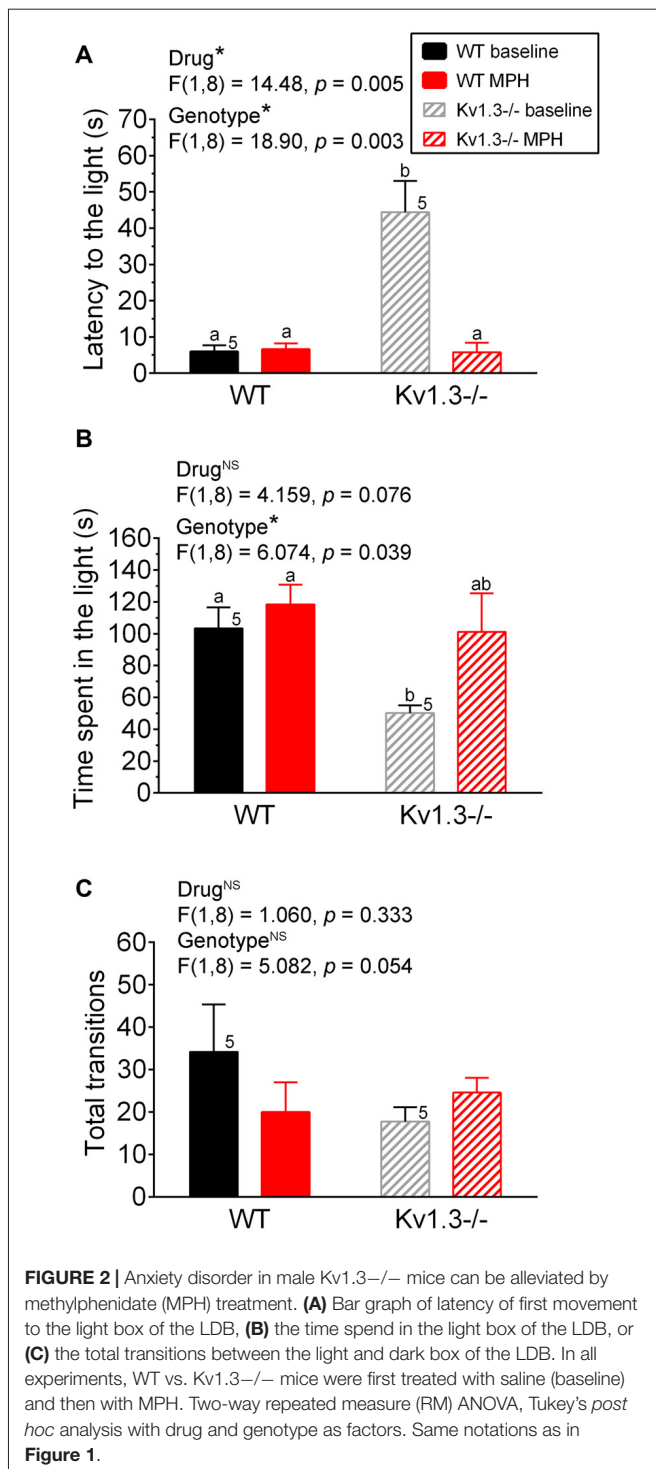 A
Drug*
F(1,8) = 14.48, p = 0.005
Genotype*
F(1,8) = 18.90, p = 0.003
WT baseline
WT MPH
Kv1.3-/- baseline
Kv1.3-/- MPH
Latency to the light (s)
70
60
50
40
30
20
10
0
a
5
a
b
5
a
WT
Kv1.3-/-
B
Drug^NS
F(1,8) = 4.159, p = 0.076
Genotype*
F(1,8) = 6.074, p = 0.039
Time spent in the light (s)
160
140
120
100
80
60
40
20
0
a
5
a
b
5
ab
WT
Kv1.3-/-
C
Drug^NS
F(1,8) = 1.060, p = 0.333
Genotype^NS
F(1,8) = 5.082, p = 0.054
Total transitions
60
50
40
30
20
10
0
5
5
WT
Kv1.3-/-
FIGURE 2 | Anxiety disorder in male Kv1.3−/− mice can be alleviated by
methylphenidate (MPH) treatment. (A) Bar graph of latency of first movement
to the light box of the LDB, (B) the time spend in the light box of the LDB, or
(C) the total transitions between the light and dark box of the LDB. In all
experiments, WT vs. Kv1.3−/− mice were first treated with saline (baseline)
and then with MPH. Two-way repeated measure (RM) ANOVA, Tukey's post
hoc analysis with drug and genotype as factors. Same notations as in
Figure 1.